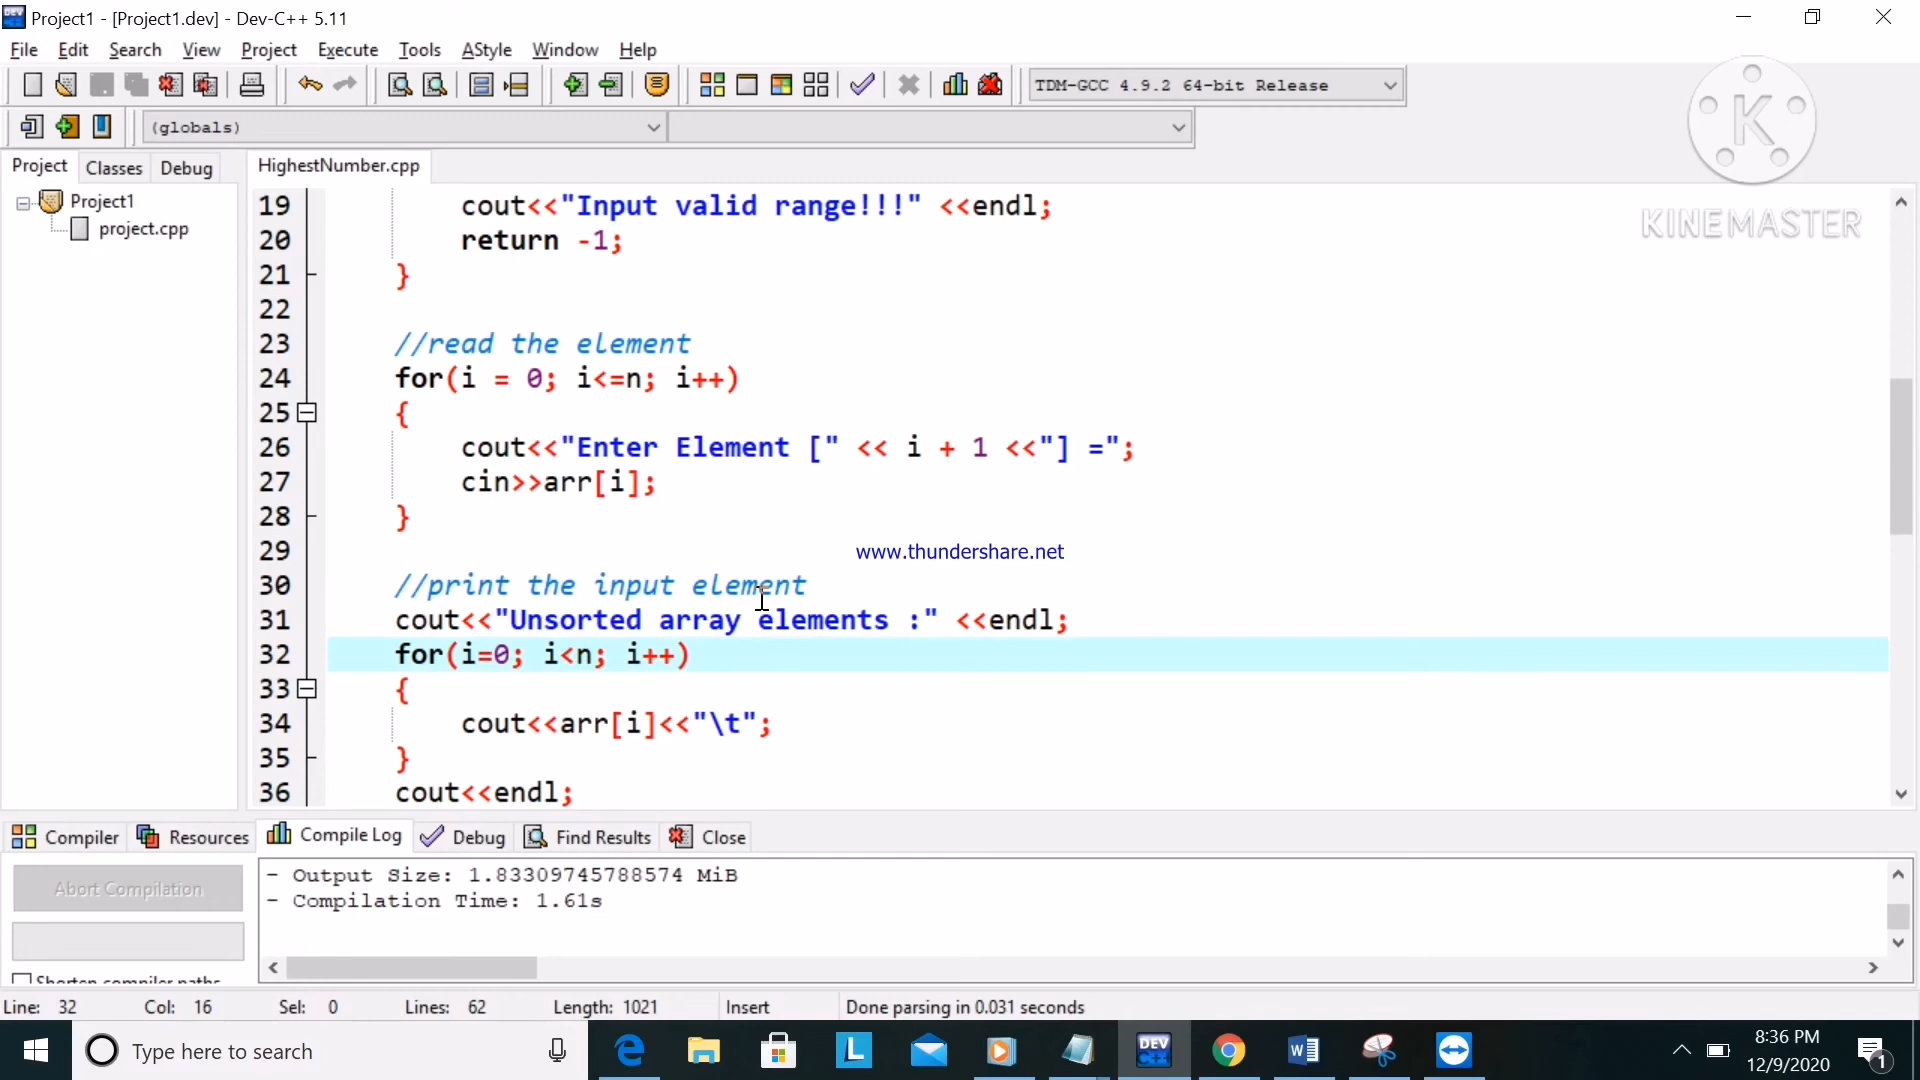 Project1 - [Project1.dev] - Dev-C++ 5.11
File Edit Search View Project Execute Tools AStyle Window Help
TDM-GCC 4.9.2 64-bit Release
(globals)
K
KINEMASTER
Project Classes Debug
HighestNumber.cpp
Project1
project.cpp
19 cout<<"Input valid range!!!" <<endl;
20 return -1;
21 }
22
23 //read the element
24 for(i = 0; i<=n; i++)
25 {
26 cout<<"Enter Element [" << i + 1 <<"] =";
27 cin>>arr[i];
28 }
29
www.thundershare.net
30 //print the input element
31 cout<<"Unsorted array elements :" <<endl;
32 for(i=0; i<n; i++)
33 {
34 cout<<arr[i]<<"\t";
35 }
36 cout<<endl;
Compiler Resources Compile Log Debug Find Results Close
Abort Compilation
Shorten compiler paths
- Output Size: 1.83309745788574 MiB
- Compilation Time: 1.61s
Line: 32 Col: 16 Sel: 0 Lines: 62 Length: 1021 Insert Done parsing in 0.031 seconds
Type here to search
L
DEV
C++
W
8:36 PM
12/9/2020
1